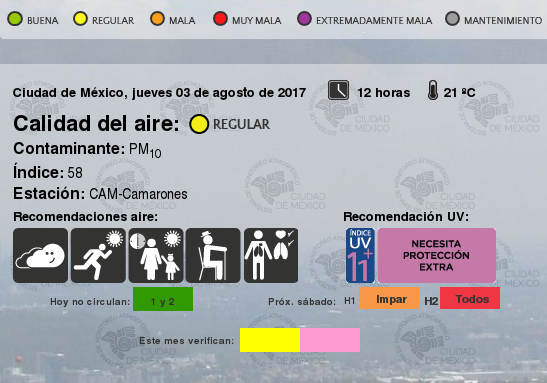 BUENA REGULAR MALA MUY MALA EXTREMADAMENTE MALA MANTENIMIENTO
Ciudad de México, jueves 03 de agosto de 2017 12 horas 21 ºC
Calidad del aire: REGULAR
Contaminante: PM10
Índice: 58
Estación: CAM-Camarones
Recomendaciones aire: Recomendación UV:
ÍNDICE
UV
11+
NECESITA
PROTECCIÓN
EXTRA
Hoy no circulan: 1 y 2 Próx. sábado: H1 Impar H2 Todos
Este mes verifican:
MONITOREO ATMOSFÉRICO
CIUDAD
DE MÉXICO